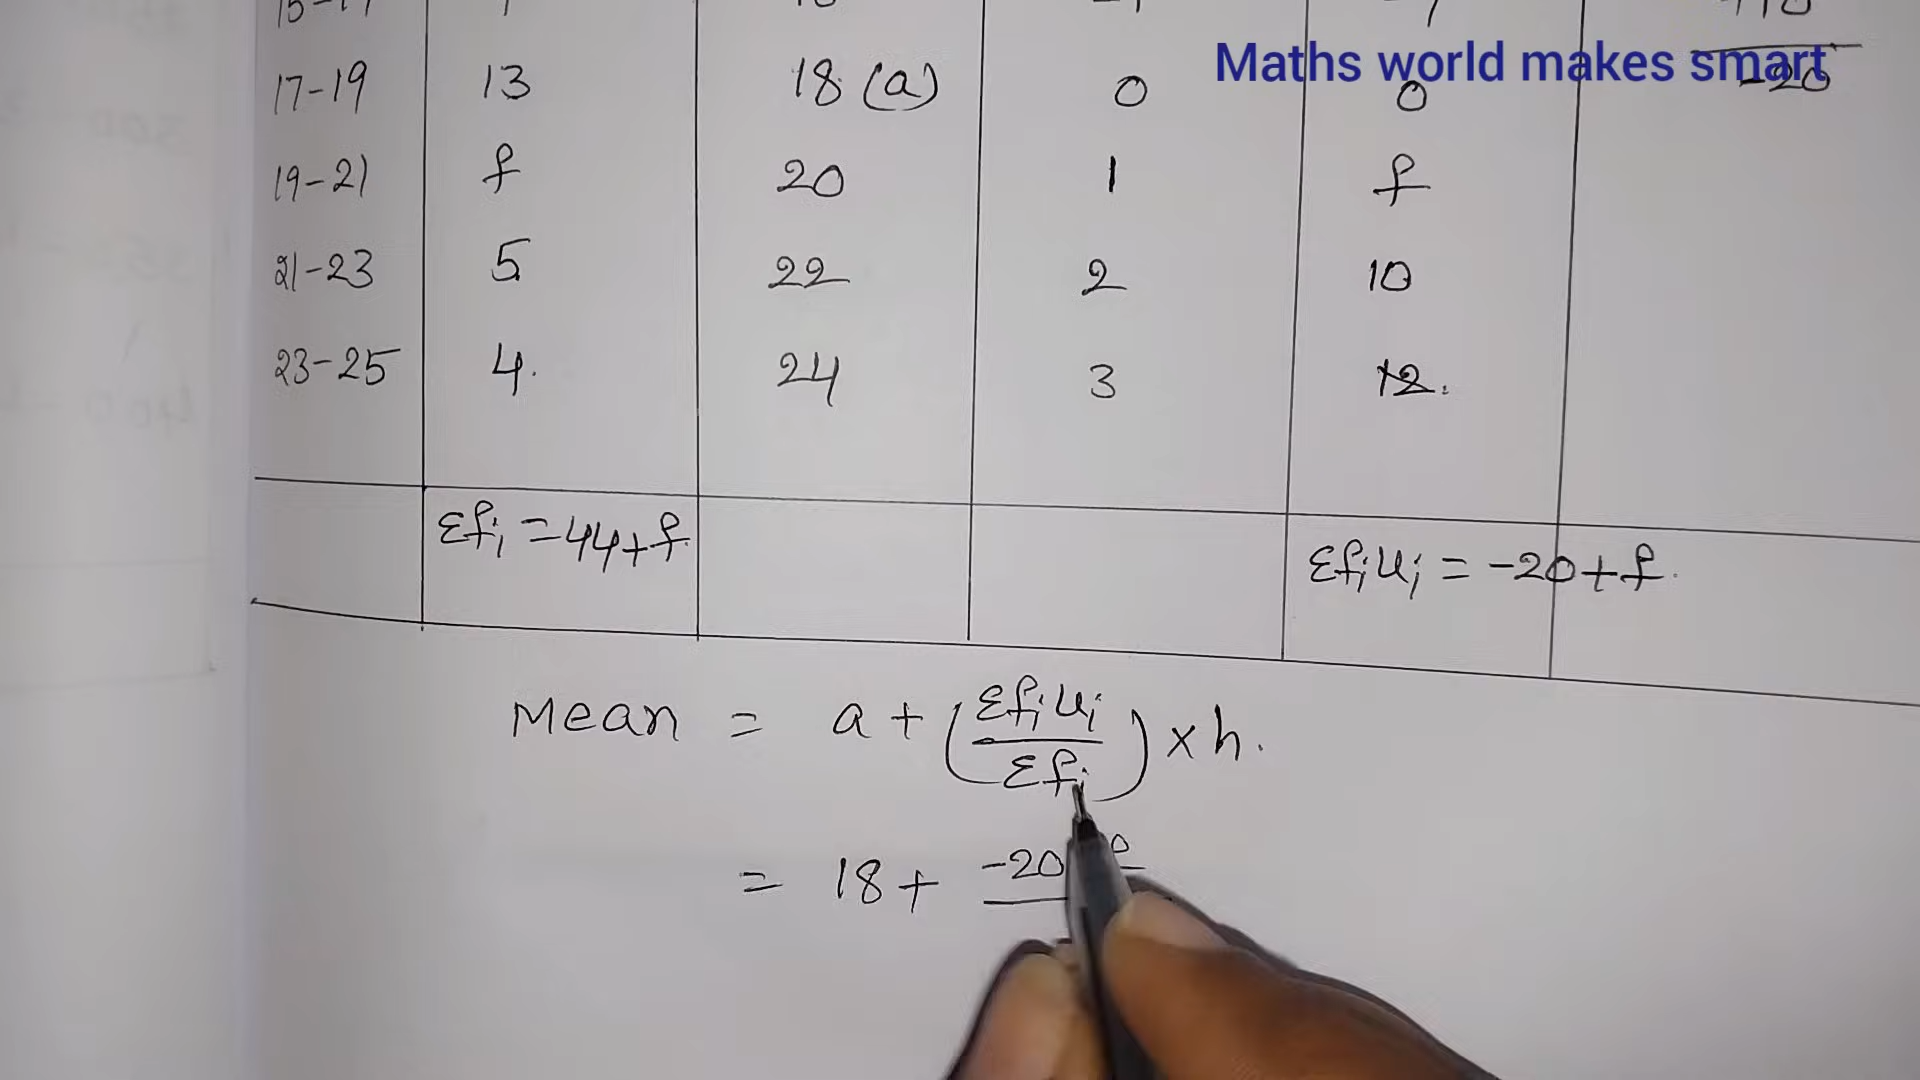 Maths world makes smart
17-19 13 18 (a) 0 0 -20
19-21 f 20 1 f
21-23 5 22 2 10
23-25 4. 24 3 12.
Σfi = 44+f Σfiui = -20+f.
Mean = a + (Σfiui / Σfi) × h.
= 18 + -20